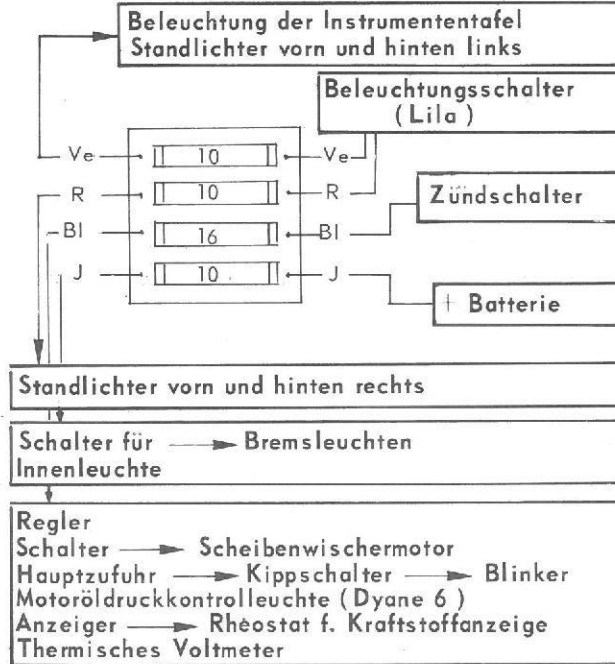 Beleuchtung der Instrumententafel
Standlichter vorn und hinten links
Beleuchtungsschalter
(Lila)
Ve 10 Ve
R 10 R
Bl 16 Bl
J 10 J
Zündschalter
+ Batterie
Standlichter vorn und hinten rechts
Schalter für → Bremsleuchten
Innenleuchte
Regler
Schalter → Scheibenwischermotor
Hauptzufuhr → Kippschalter → Blinker
Motoröldruckkontrolleuchte (Dyane 6)
Anzeiger → Rhéostat f. Kraftstoffanzeige
Thermisches Voltmeter